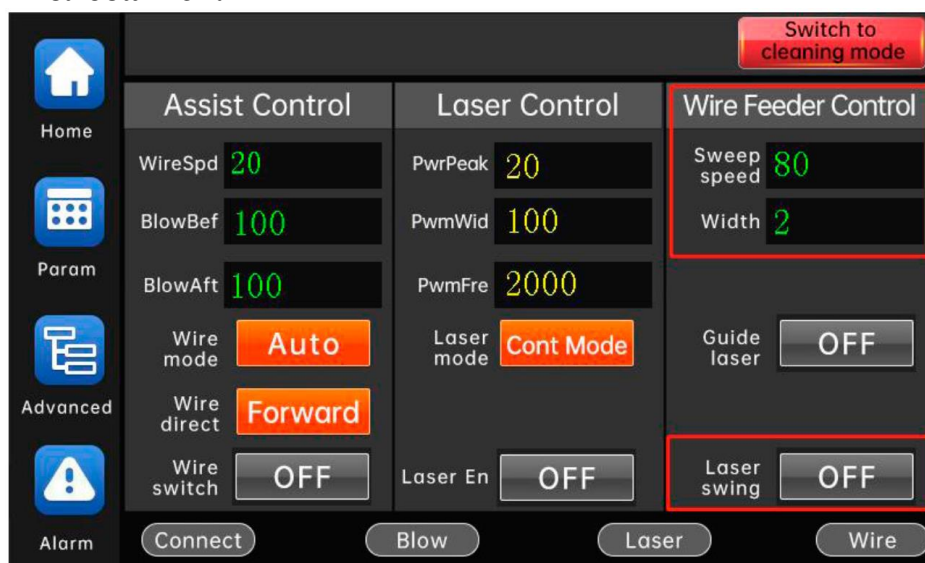 Switch to
cleaning mode
Home
Param
Advanced
Alarm
Assist Control
WireSpd 20
BlowBef 100
BlowAft 100
Wire
mode
Auto
Wire
direct
Forward
Wire
switch
OFF
Laser Control
PwrPeak 20
PwmWid 100
PwmFre 2000
Laser
mode
Cont Mode
Laser En OFF
Wire Feeder Control
Sweep
speed
80
Width 2
Guide
laser
OFF
Laser
swing
OFF
Connect
Blow
Laser
Wire